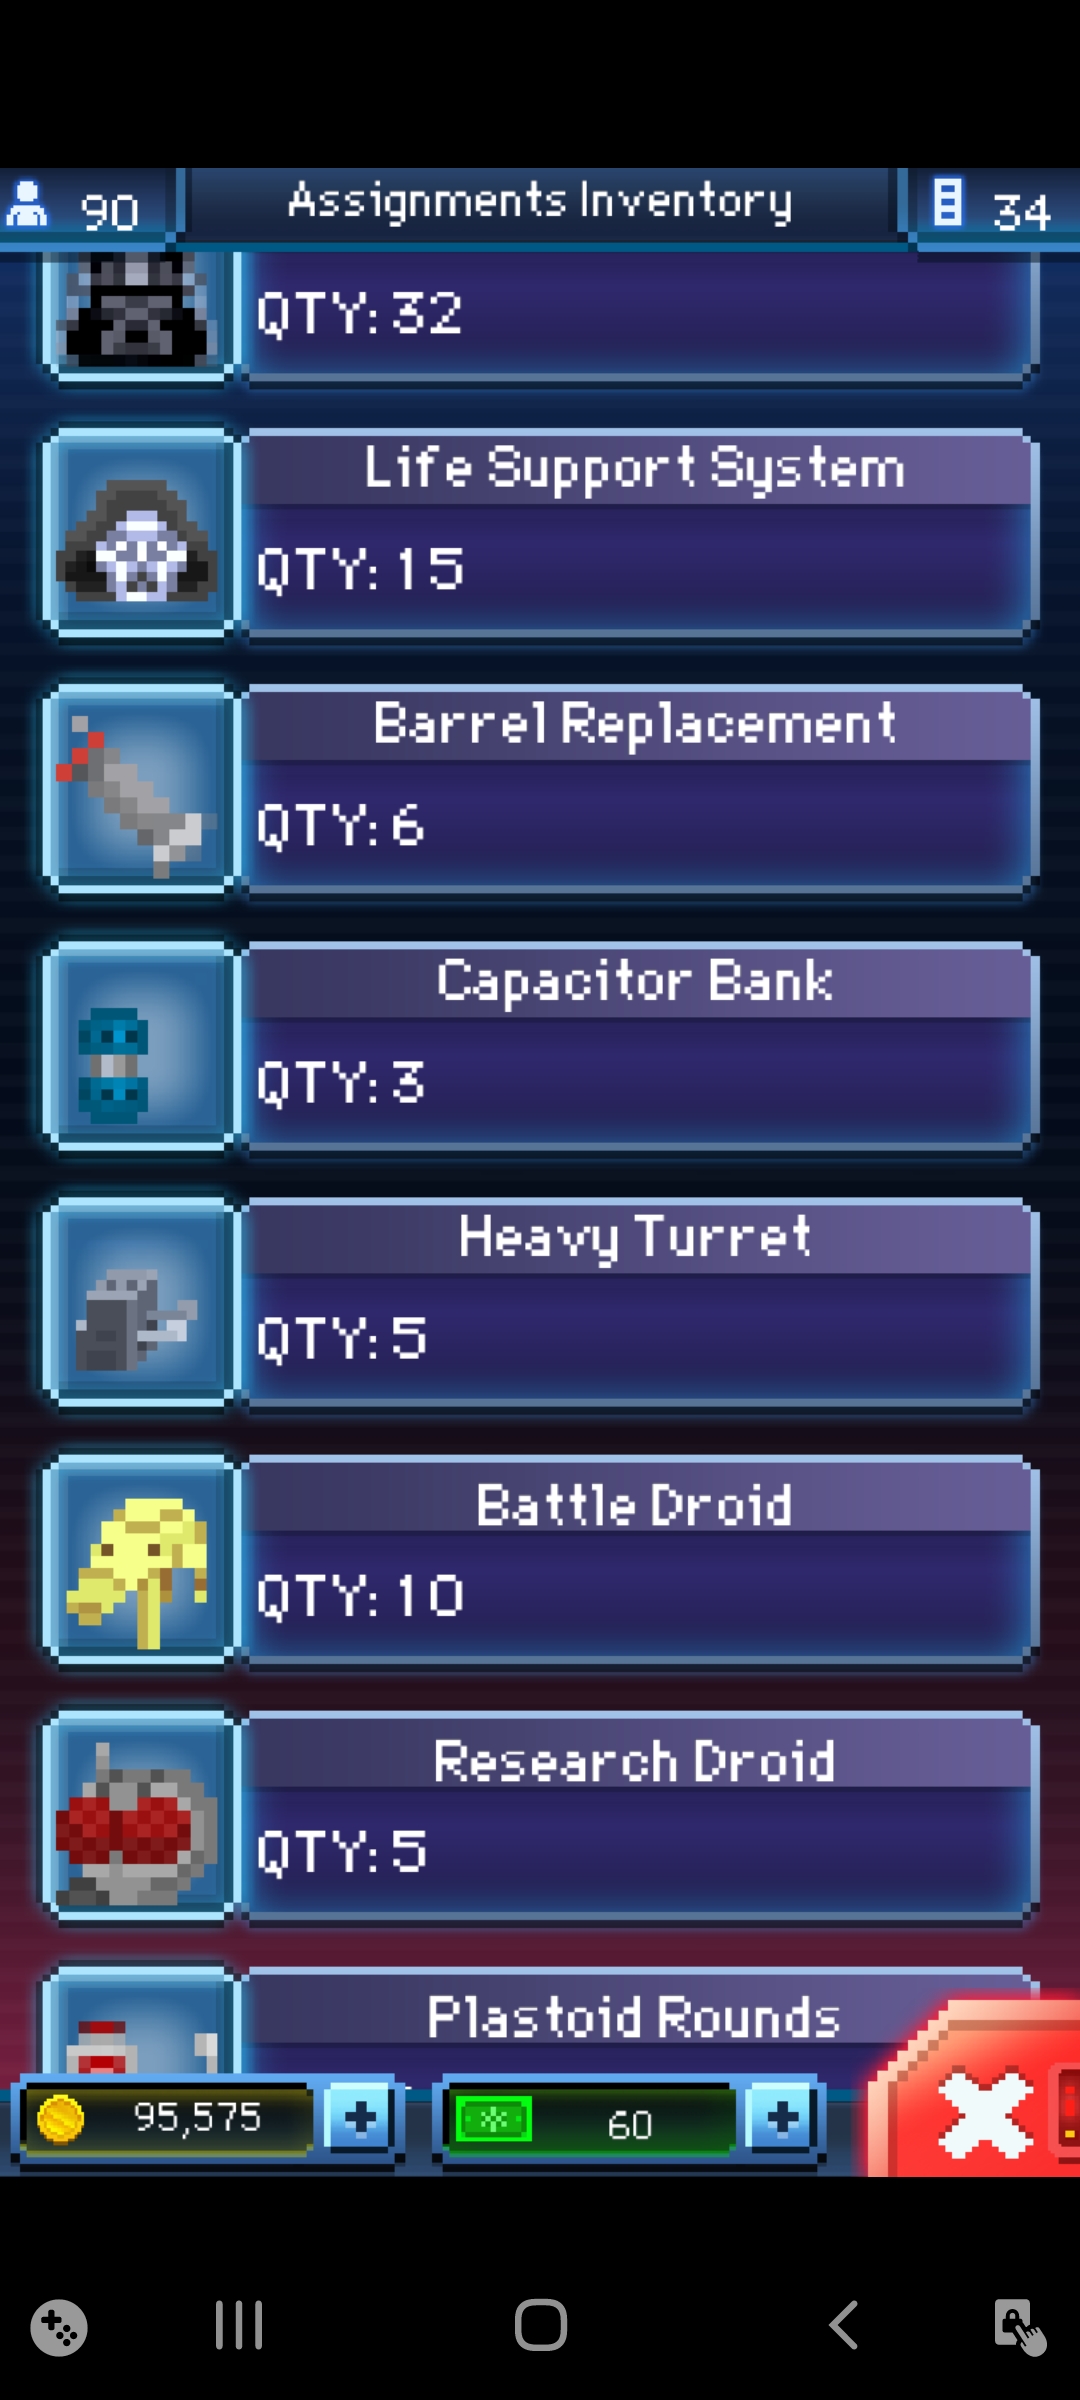 90
Assignments Inventory
34
QTY: 32
Life Support System
QTY: 15
Barrel Replacement
QTY: 6
Capacitor Bank
QTY: 3
Heavy Turret
QTY: 5
Battle Droid
QTY: 10
Research Droid
QTY: 5
Plastoid Rounds
95,575
60